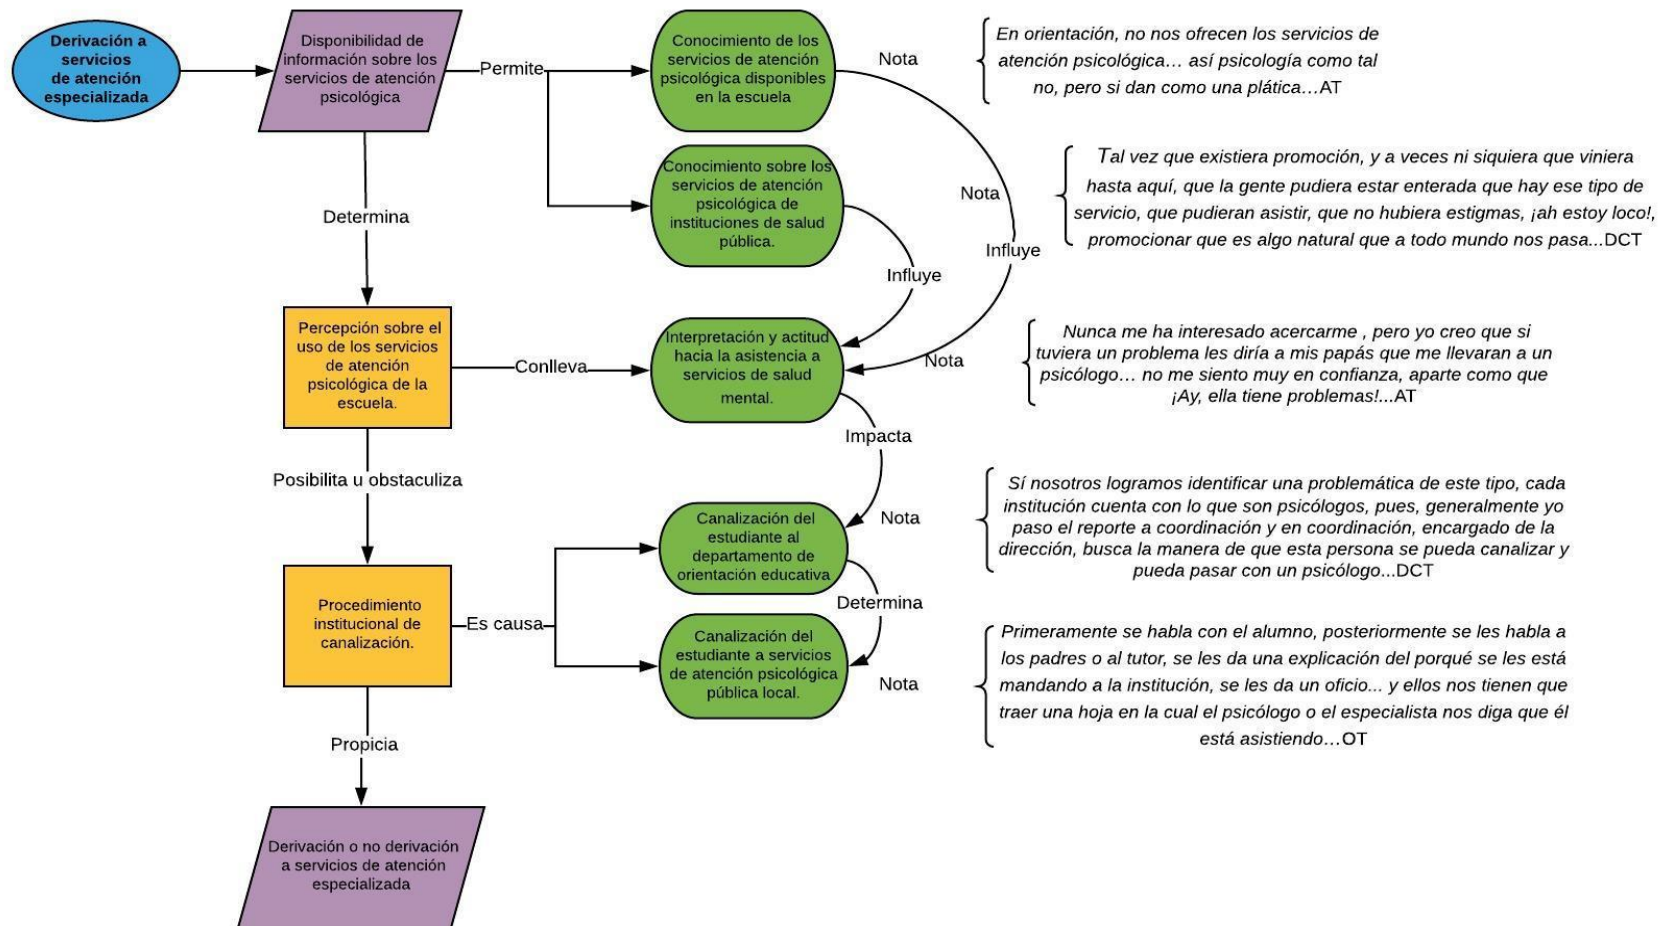 Derivación a
servicios
de atención
especializada
Disponibilidad de
información sobre los
servicios de atención
psicológica
Permite
Conocimiento de los
servicios de atención
psicológica disponibles
en la escuela
Nota
En orientación, no nos ofrecen los servicios de
atención psicológica… así psicología como tal
no, pero si dan como una plática…AT
Conocimiento sobre los
servicios de atención
psicológica de
instituciones de salud
pública.
Nota
Tal vez que existiera promoción, y a veces ni siquiera que viniera
hasta aquí, que la gente pudiera estar enterada que hay ese tipo de
servicio, que pudieran asistir, que no hubiera estigmas, ¡ah estoy loco!,
promocionar que es algo natural que a todo mundo nos pasa...DCT
Determina
Influye
Influye
Percepción sobre el
uso de los servicios
de atención
psicológica de la
escuela.
Conlleva
Interpretación y actitud
hacia la asistencia a
servicios de salud
mental.
Nota
Nunca me ha interesado acercarme , pero yo creo que si
tuviera un problema les diría a mis papás que me llevaran a un
psicólogo… no me siento muy en confianza, aparte como que
¡Ay, ella tiene problemas!...AT
Impacta
Posibilita u obstaculiza
Canalización del
estudiante al
departamento de
orientación educativa
Nota
Sí nosotros logramos identificar una problemática de este tipo, cada
institución cuenta con lo que son psicólogos, pues, generalmente yo
paso el reporte a coordinación y en coordinación, encargado de la
dirección, busca la manera de que esta persona se pueda canalizar y
pueda pasar con un psicólogo...DCT
Procedimiento
institucional de
canalización.
Es causa
Determina
Canalización del
estudiante a servicios
de atención psicológica
pública local.
Nota
Primeramente se habla con el alumno, posteriormente se les habla a
los padres o al tutor, se les da una explicación del porqué se les está
mandando a la institución, se les da un oficio... y ellos nos tienen que
traer una hoja en la cual el psicólogo o el especialista nos diga que él
está asistiendo…OT
Propicia
Derivación o no derivación
a servicios de atención
especializada